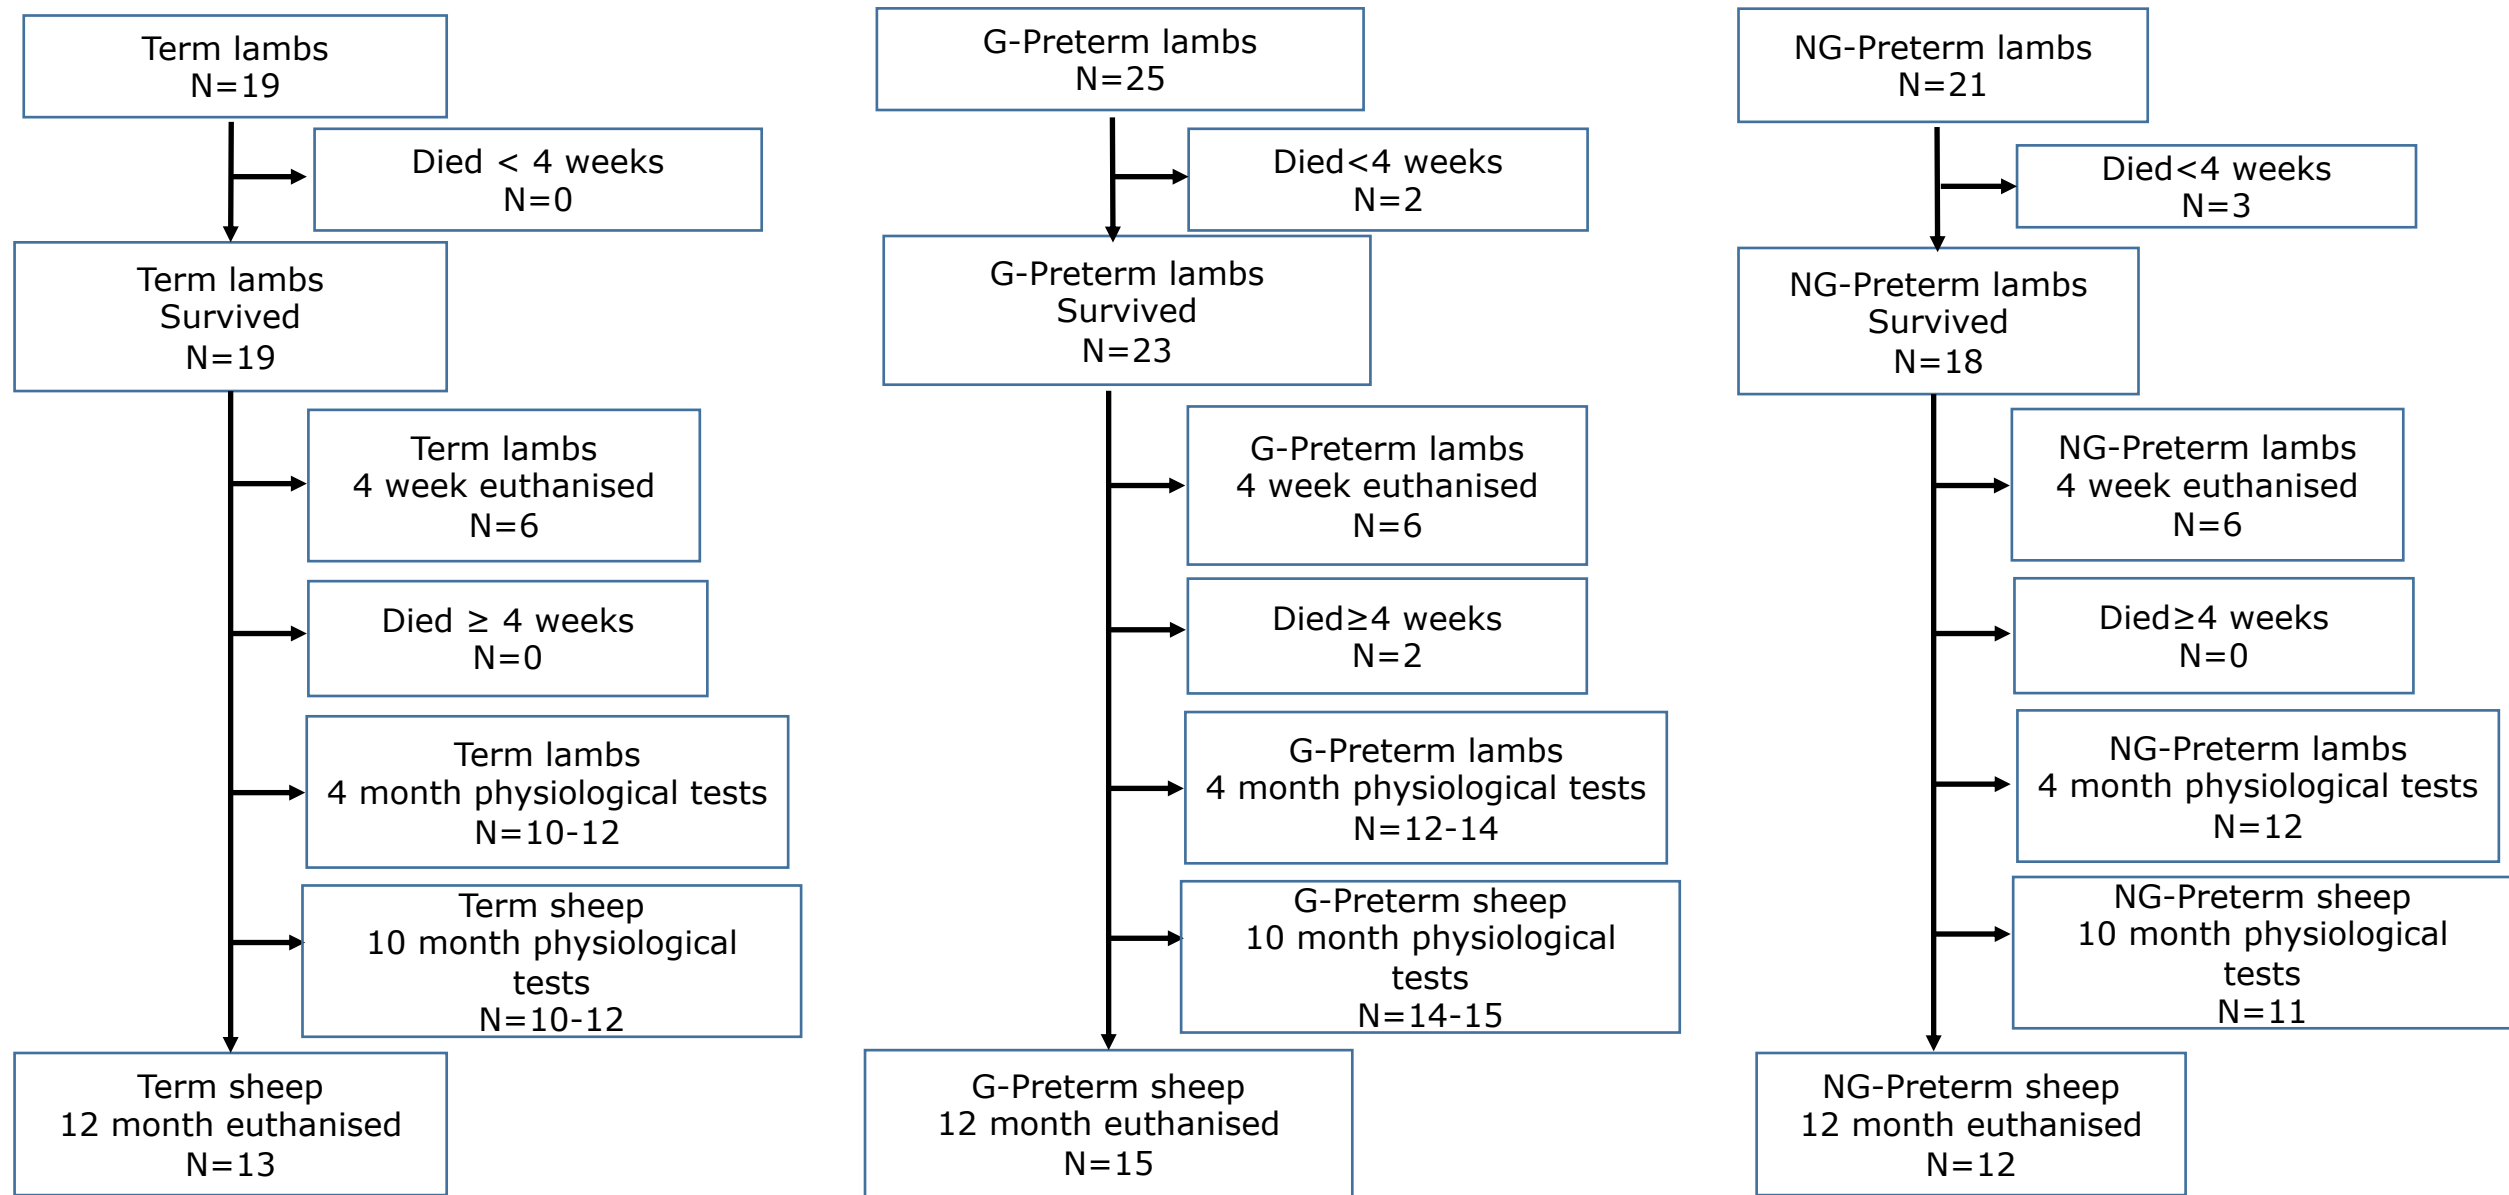 Term lambs
N=19
Died < 4 weeks
N=0
Term lambs
Survived
N=19
Term lambs
4 week euthanised
N=6
Died ≥ 4 weeks
N=0
Term lambs
4 month physiological tests
N=10-12
Term sheep
10 month physiological
tests
N=10-12
Term sheep
12 month euthanised
N=13
G-Preterm lambs
N=25
Died<4 weeks
N=2
G-Preterm lambs
Survived
N=23
G-Preterm lambs
4 week euthanised
N=6
Died≥4 weeks
N=2
G-Preterm lambs
4 month physiological tests
N=12-14
G-Preterm sheep
10 month physiological
tests
N=14-15
G-Preterm sheep
12 month euthanised
N=15
NG-Preterm lambs
N=21
Died<4 weeks
N=3
NG-Preterm lambs
Survived
N=18
NG-Preterm lambs
4 week euthanised
N=6
Died≥4 weeks
N=0
NG-Preterm lambs
4 month physiological tests
N=12
NG-Preterm sheep
10 month physiological
tests
N=11
NG-Preterm sheep
12 month euthanised
N=12